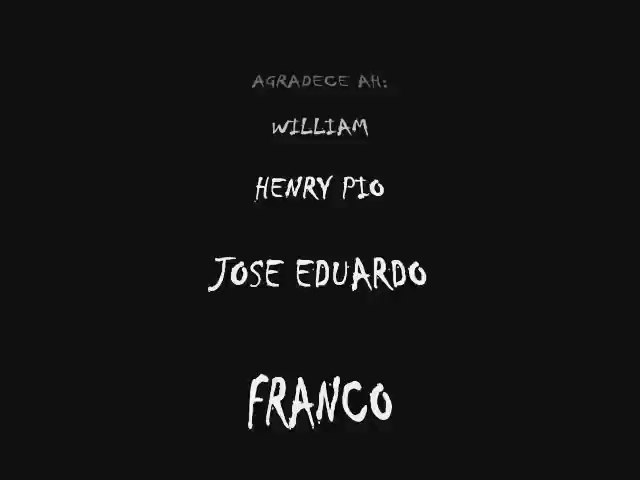 AGRADECE AH:
WILLIAM
HENRY PIO
JOSE EDUARDO
FRANCO